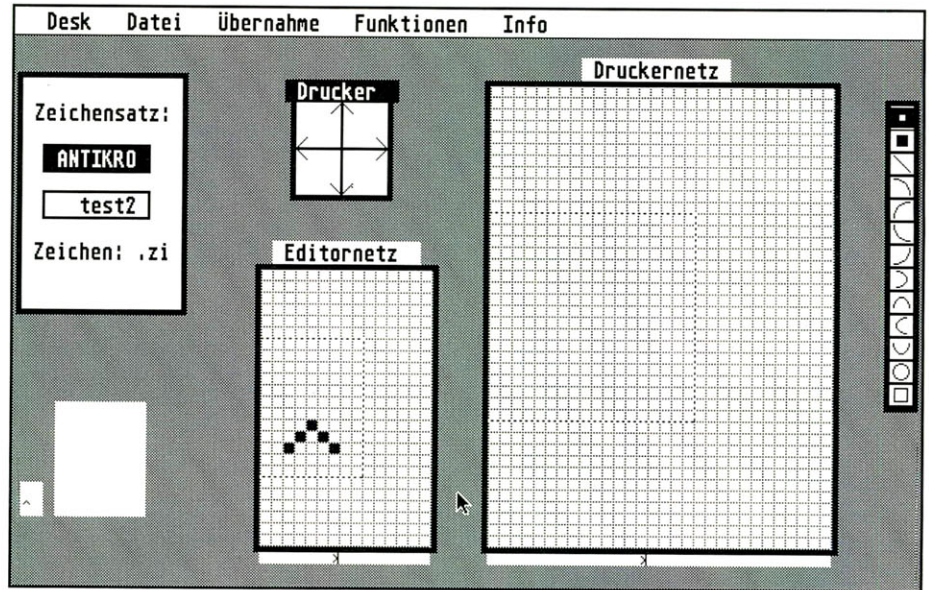 Desk Datei Übernahme Funktionen Info
Druckernetz
Drucker
Zeichensatz:
ANTIKRO
test2
Zeichen: .zi
Editornetz